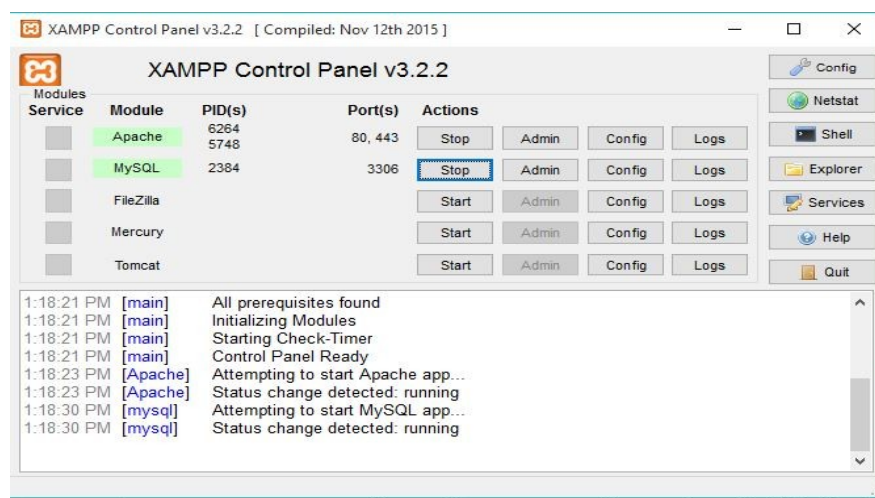 XAMPP Control Panel v3.2.2 [ Compiled: Nov 12th 2015 ]
XAMPP Control Panel v3.2.2
Config
Modules
Service Module PID(s) Port(s) Actions
Netstat
Apache 6264 5748 80, 443 Stop Admin Config Logs
Shell
MySQL 2384 3306 Stop Admin Config Logs
Explorer
FileZilla Start Admin Config Logs
Services
Mercury Start Admin Config Logs
Help
Tomcat Start Admin Config Logs
Quit
1:18:21 PM [main] All prerequisites found
1:18:21 PM [main] Initializing Modules
1:18:21 PM [main] Starting Check-Timer
1:18:21 PM [main] Control Panel Ready
1:18:23 PM [Apache] Attempting to start Apache app...
1:18:23 PM [Apache] Status change detected: running
1:18:30 PM [mysql] Attempting to start MySQL app...
1:18:30 PM [mysql] Status change detected: running